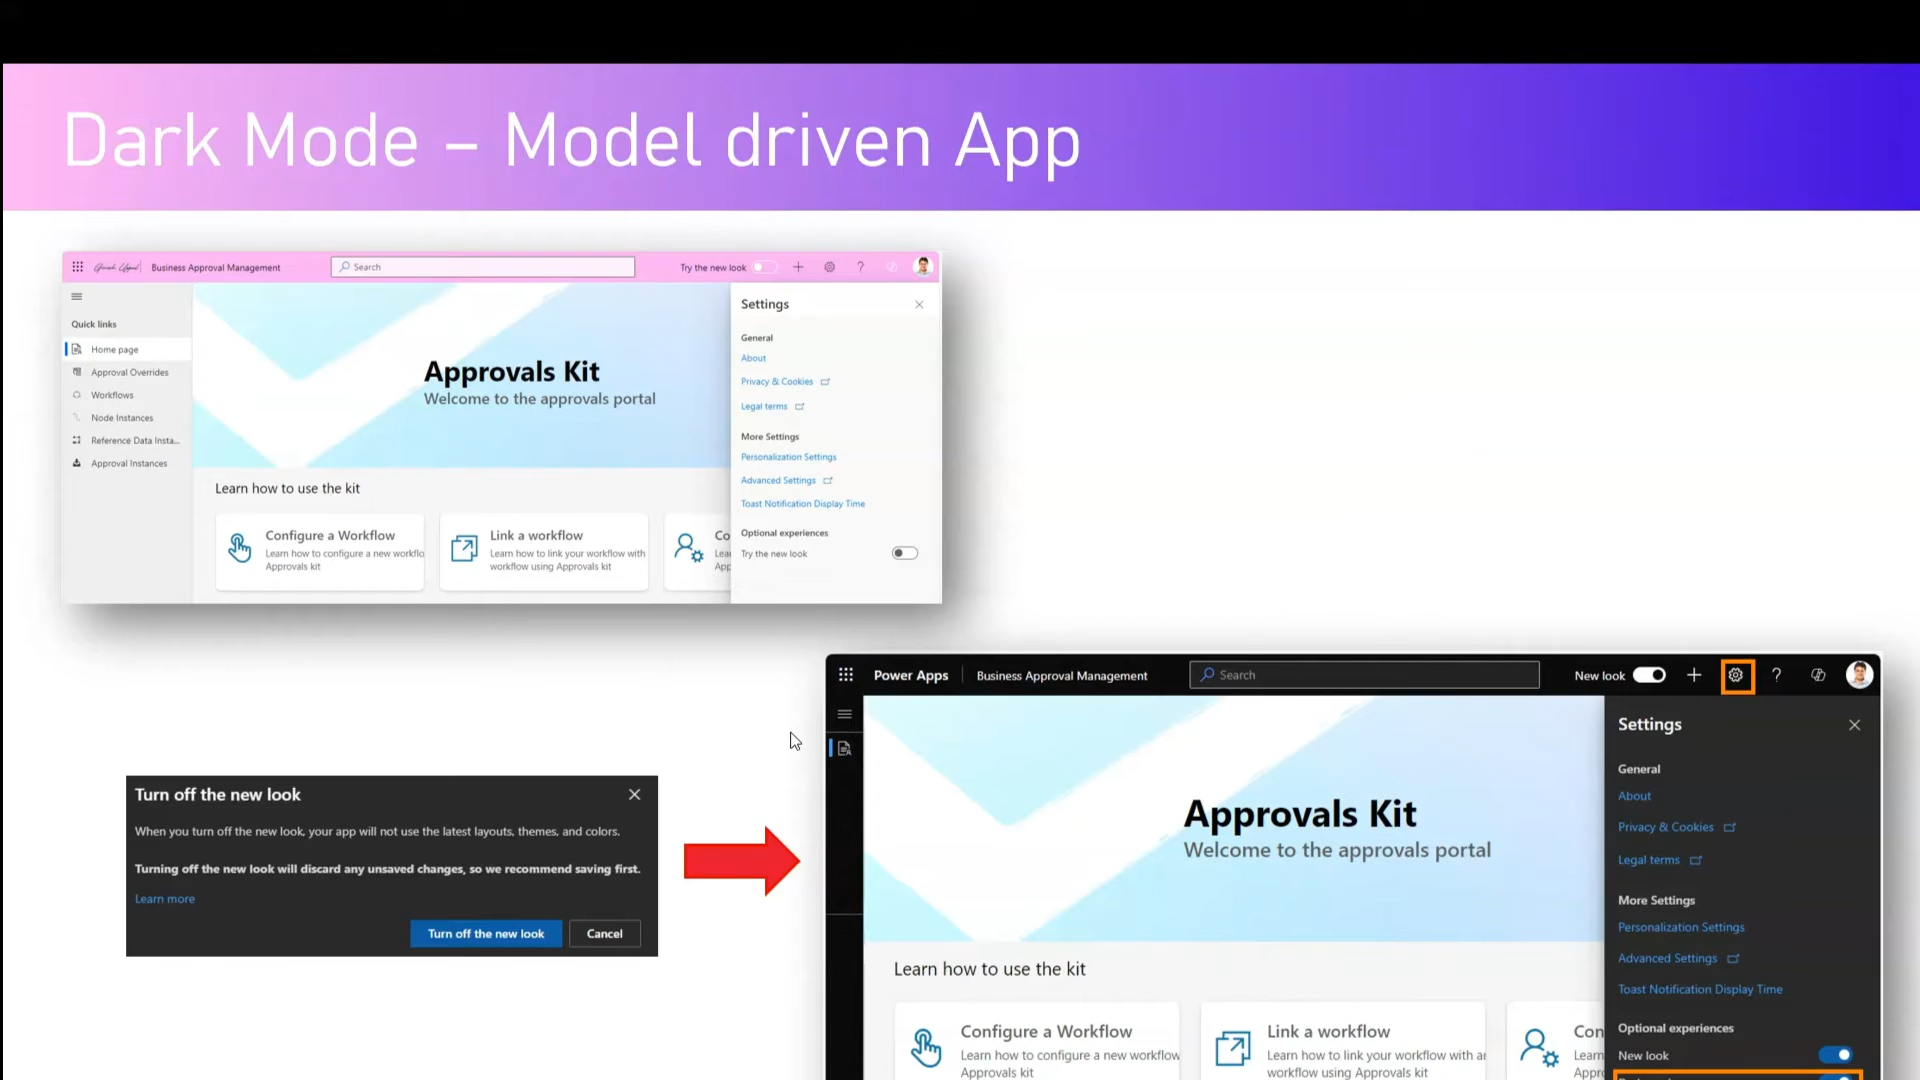 Dark Mode – Model driven App
Business Approval Management
Search
Try the new look
Quick links
Home page
Approval Overrides
Workflows
Node Instances
Reference Data Insta...
Approval Instances
Approvals Kit
Welcome to the approvals portal
Learn how to use the kit
Configure a Workflow
Learn how to configure a new workflo
Approvals kit
Link a workflow
Learn how to link your workflow with
workflow using Approvals kit
Co
Lear
App
Settings
General
About
Privacy & Cookies
Legal terms
More Settings
Personalization Settings
Advanced Settings
Toast Notification Display Time
Optional experiences
Try the new look
Turn off the new look
When you turn off the new look, your app will not use the latest layouts, themes, and colors.
Turning off the new look will discard any unsaved changes, so we recommend saving first.
Learn more
Turn off the new look
Cancel
Power Apps
Business Approval Management
Search
New look
Approvals Kit
Welcome to the approvals portal
Learn how to use the kit
Configure a Workflow
Learn how to configure a new workflow
Approvals kit
Link a workflow
Learn how to link your workflow with ar
workflow using Approvals kit
Con
Learn
Appro
Settings
General
About
Privacy & Cookies
Legal terms
More Settings
Personalization Settings
Advanced Settings
Toast Notification Display Time
Optional experiences
New look